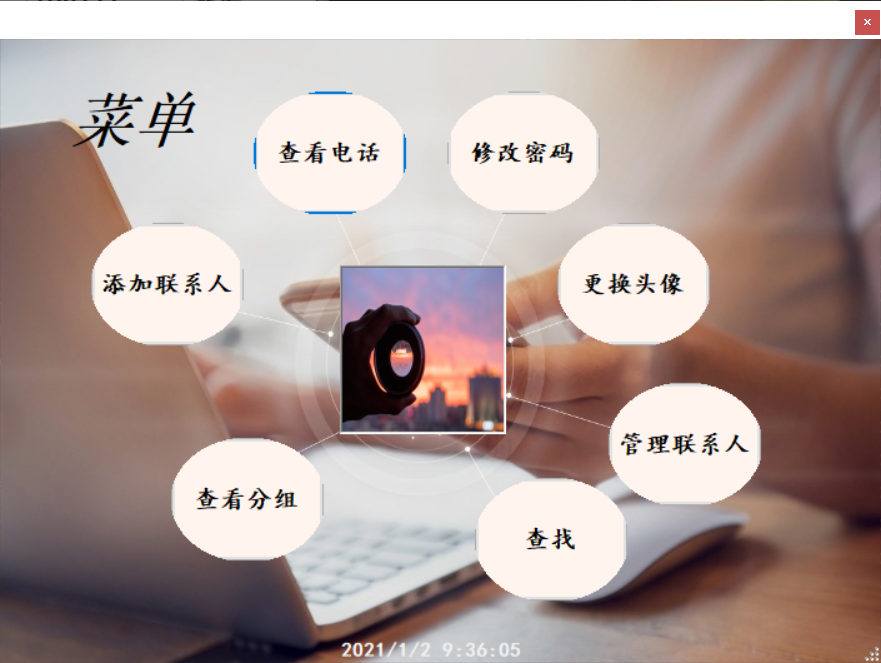 菜单
查看电话
修改密码
添加联系人
更换头像
管理联系人
查看分组
查找
2021/1/2 9:36:05